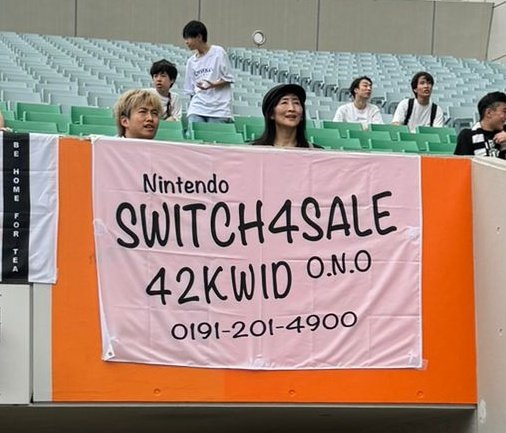 BE HOME FOR TEA
Nintendo
SWITCH4SALE
42KWID O.N.O
0191-201-4900